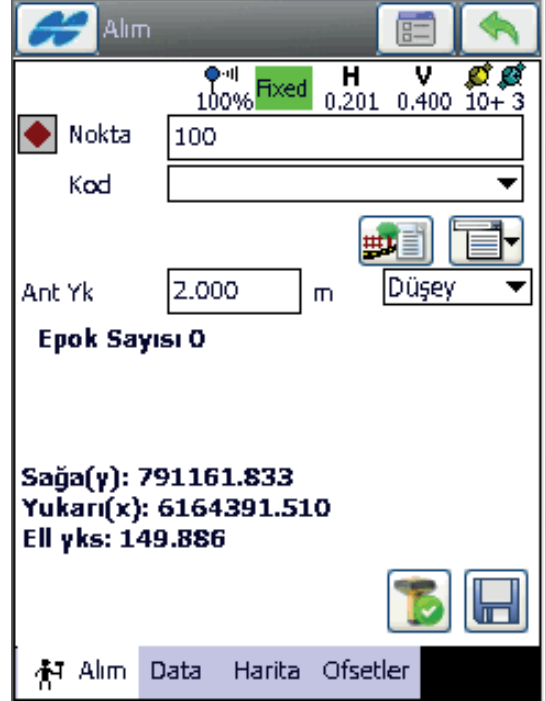 Alım
100% Fixed H 0.201 V 0.400 10+ 3
Nokta 100
Kod
Ant Yk 2.000 m Düşey
Epok Sayısı 0
Sağa(y): 791161.833
Yukarı(x): 6164391.510
Ell yks: 149.886
Alım Data Harita Ofsetler